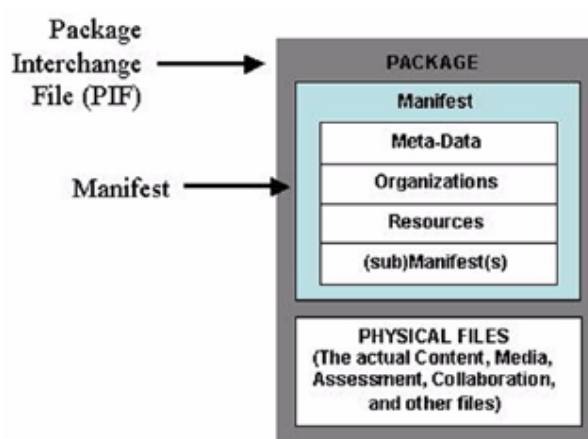 Package
Interchange
File (PIF)
Manifest
PACKAGE
Manifest
Meta-Data
Organizations
Resources
(sub)Manifest(s)
PHYSICAL FILES
(The actual Content, Media,
Assessment, Collaboration,
and other files)